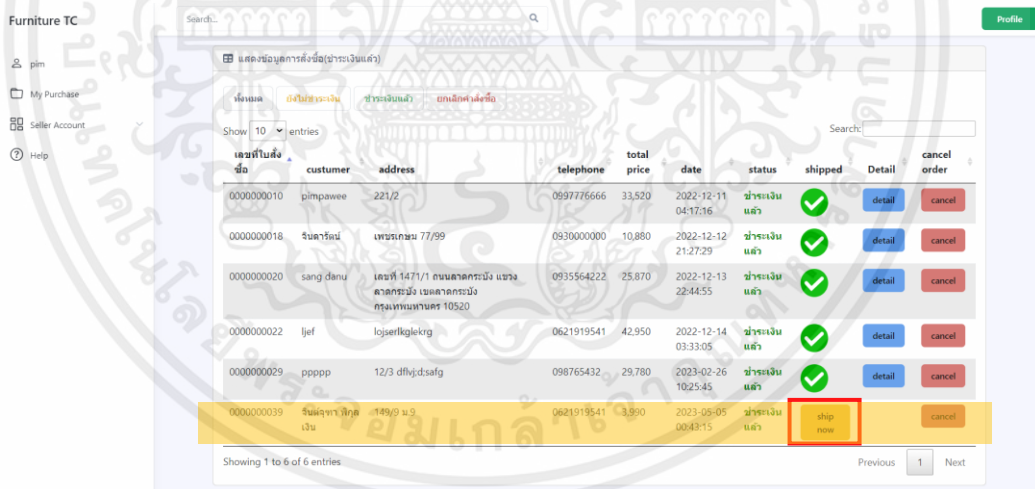 Furniture TC
Search...
Profile
pim
My Purchase
Seller Account
Help
แสดงข้อมูลการสั่งซื้อ(ชำระเงินแล้ว)
ทั้งหมด ยังไม่ชำระเงิน ชำระเงินแล้ว ยกเลิกคำสั่งซื้อ
Show 10 entries
Search:
เลขที่ใบสั่ง total cancel
ซื้อ custumer address telephone price date status shipped Detail order
0000000010 pimpawee 221/2 0997776666 33,520 2022-12-11 ชำระเงิน detail cancel
04:17:16 แล้ว
0000000018 จินดารัตน์ เพชรเกษม 77/99 0930000000 10,880 2022-12-12 ชำระเงิน detail cancel
21:27:29 แล้ว
0000000020 sang danu เลขที่ 1471/1 ถนนลาดกระบัง แขวง 0935564222 25,870 2022-12-13 ชำระเงิน detail cancel
ลาดกระบัง เขตลาดกระบัง 22:44:55 แล้ว
กรุงเทพมหานคร 10520
0000000022 ljef lojserlkglekrg 0621919541 42,950 2022-12-14 ชำระเงิน detail cancel
03:33:05 แล้ว
0000000029 ppppp 12/3 dflvj;d;safg 098765432 29,780 2023-02-26 ชำระเงิน detail cancel
10:25:45 แล้ว
0000000039 จันทร์จุฑา พิกุล 149/9 ม.9 0621919541 3,990 2023-05-05 ชำระเงิน ship cancel
เงิน 00:43:15 แล้ว now
Showing 1 to 6 of 6 entries
Previous 1 Next